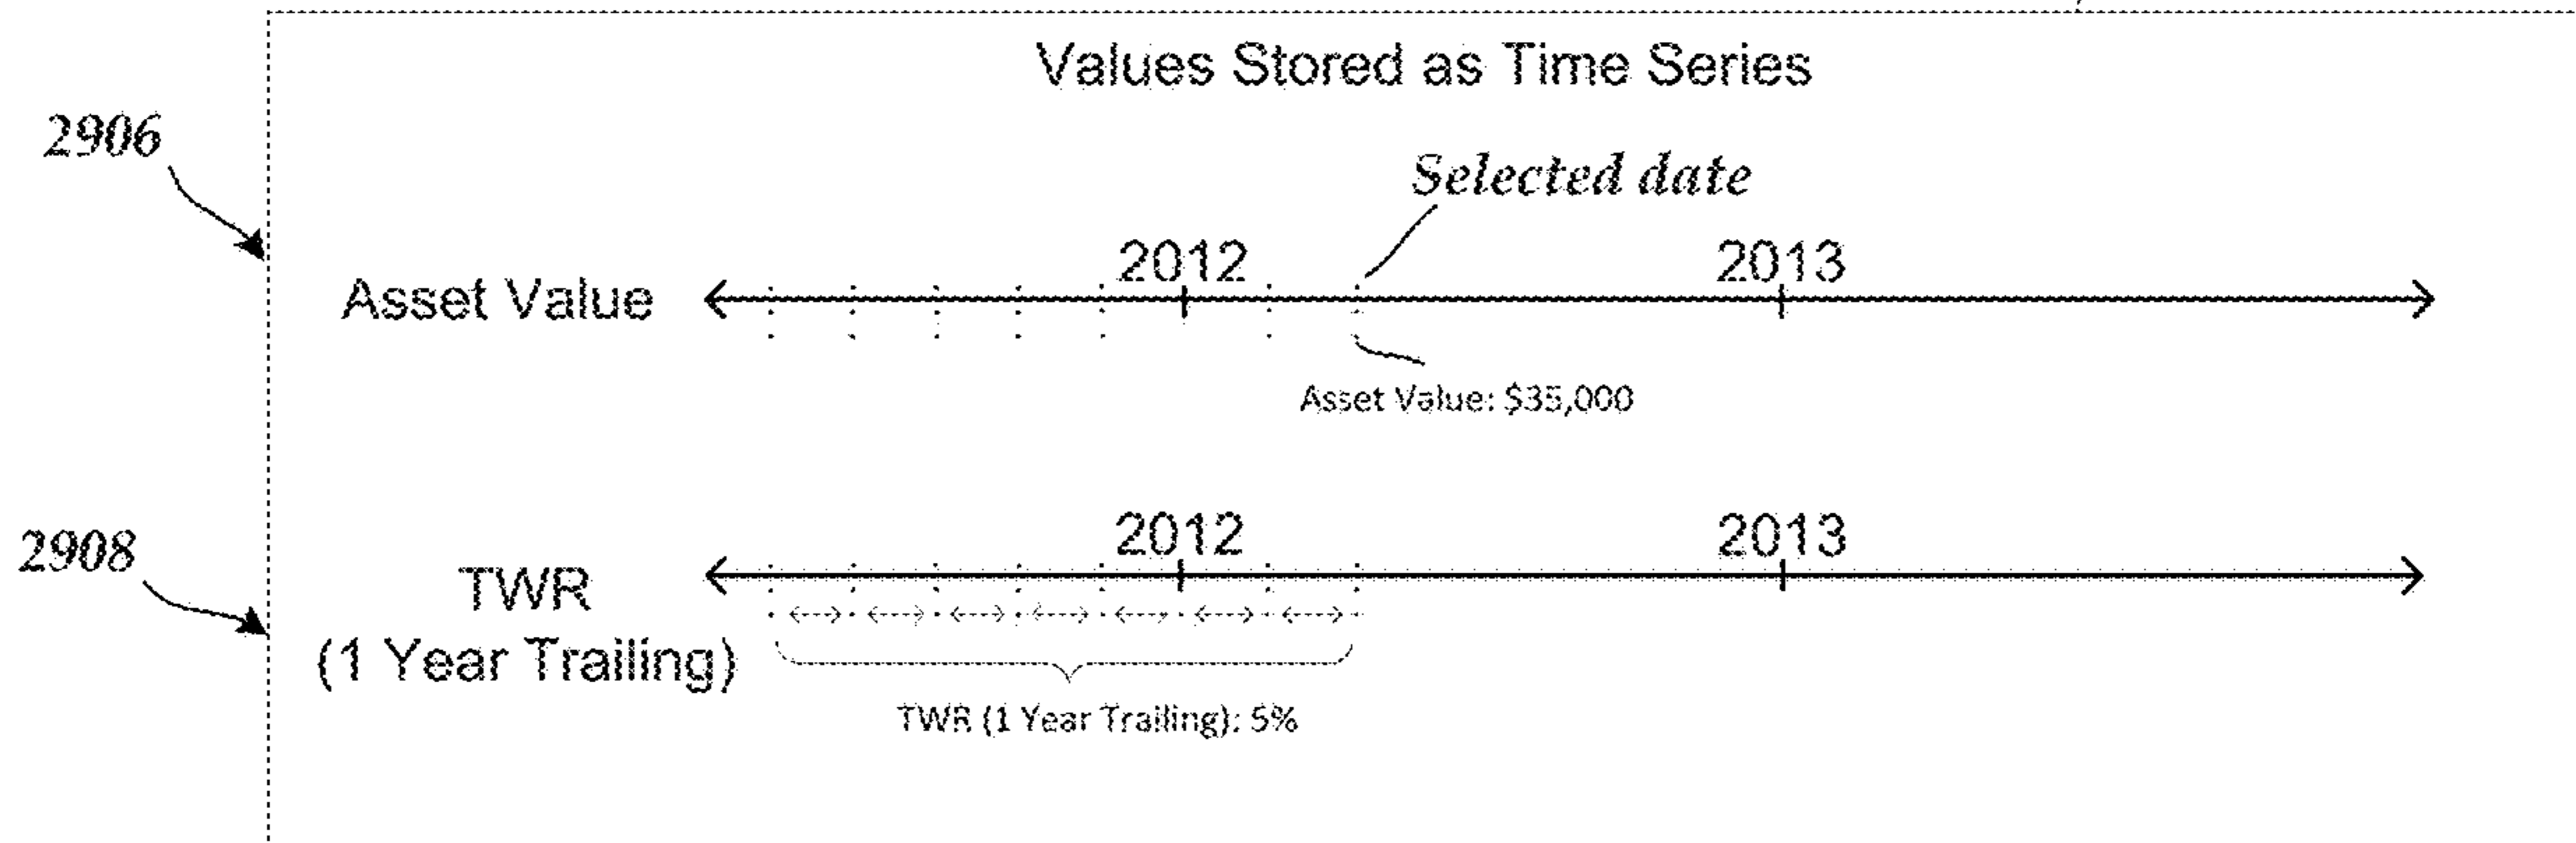 Values Stored as Time Series
2906
Selected date
2012 2013
Asset Value
Asset Value: $35,000
2012 2013
2908
TWR
(1 Year Trailing)
TWR (1 Year Trailing): 5%